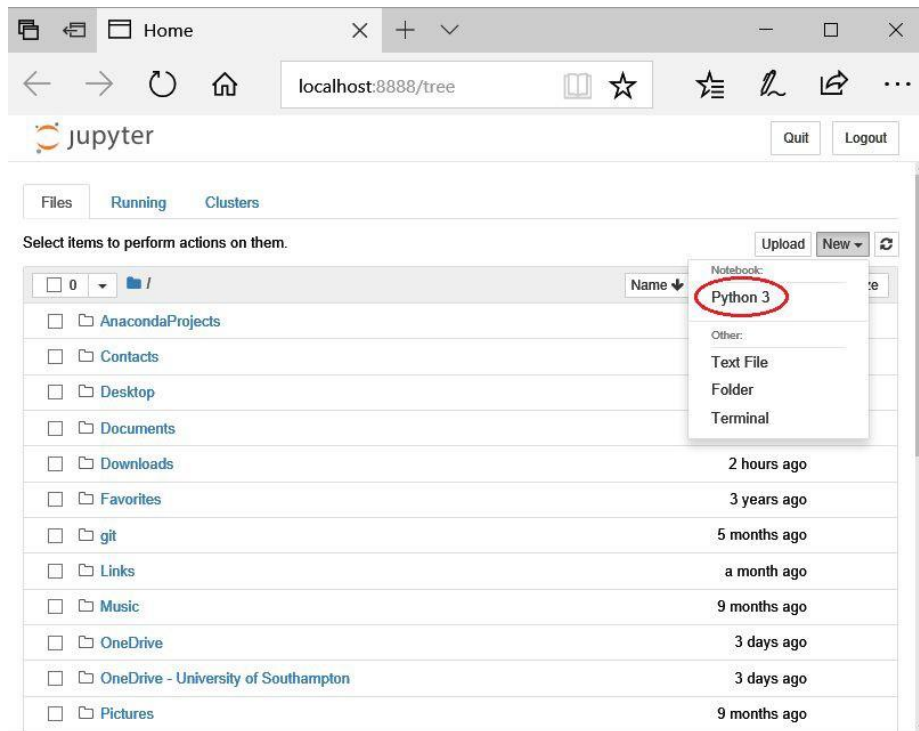 Home
localhost:8888/tree
jupyter
Quit Logout
Files Running Clusters
Select items to perform actions on them.
Upload New
0 / Name ze
Notebook:
Python 3
Other:
Text File
Folder
Terminal
AnacondaProjects
Contacts
Desktop
Documents
Downloads 2 hours ago
Favorites 3 years ago
git 5 months ago
Links a month ago
Music 9 months ago
OneDrive 3 days ago
OneDrive - University of Southampton 3 days ago
Pictures 9 months ago